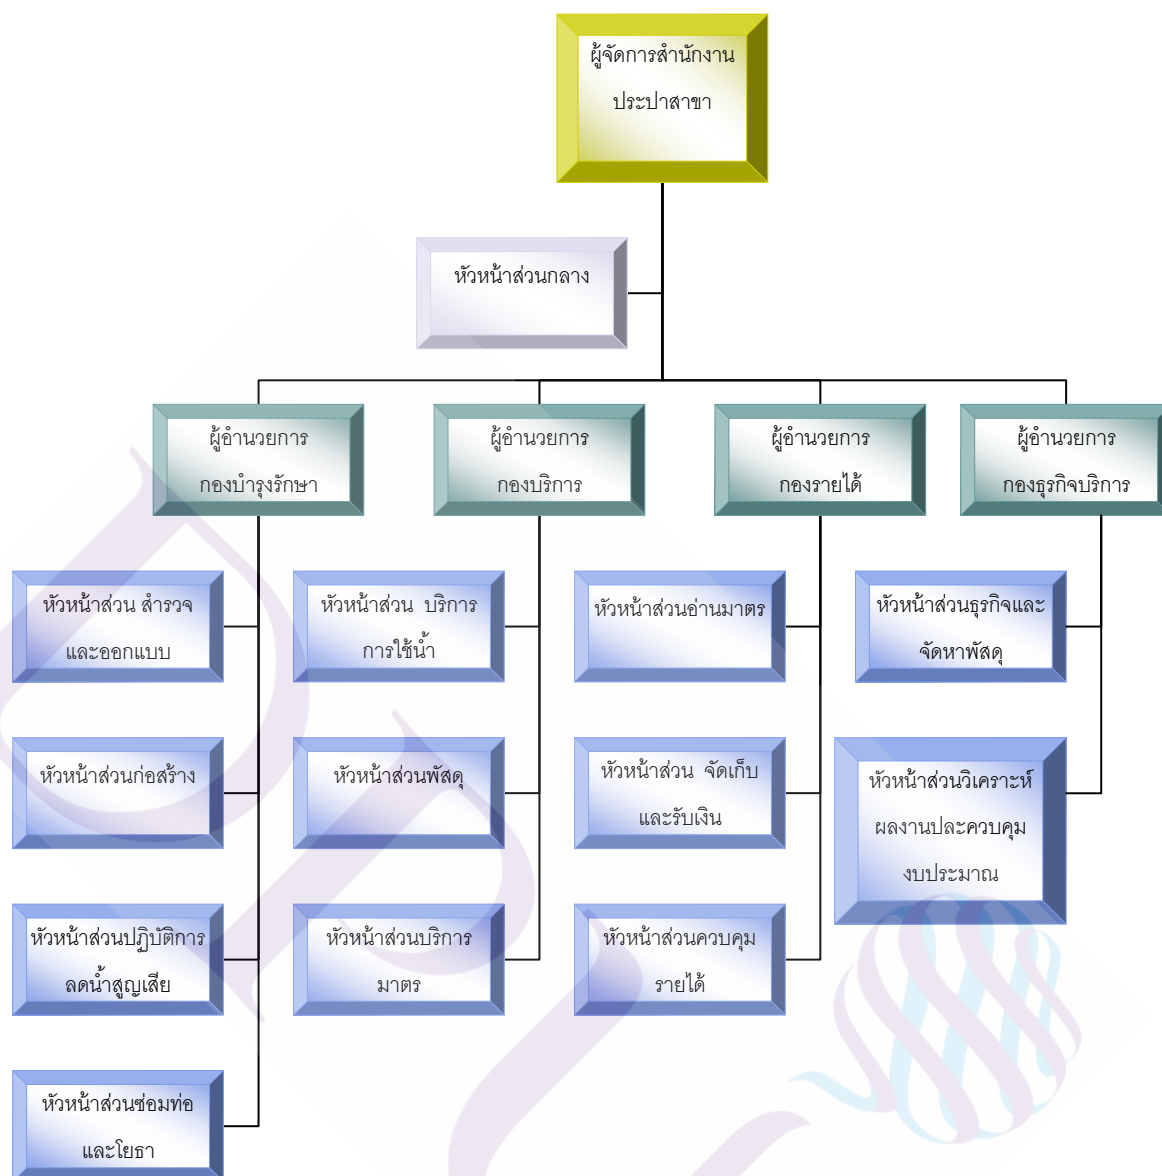 ผู้จัดการสำนักงาน
ประปาสาขา
หัวหน้าส่วนกลาง
ผู้อำนวยการ
กองบำรุงรักษา
ผู้อำนวยการ
กองบริการ
ผู้อำนวยการ
กองรายได้
ผู้อำนวยการ
กองธุรกิจบริการ
หัวหน้าส่วน สำรวจ
และออกแบบ
หัวหน้าส่วน บริการ
การใช้น้ำ
หัวหน้าส่วนอ่านมาตร
หัวหน้าส่วนธุรกิจและ
จัดหาพัสดุ
หัวหน้าส่วนก่อสร้าง
หัวหน้าส่วนพัสดุ
หัวหน้าส่วน จัดเก็บ
และรับเงิน
หัวหน้าส่วนวิเคราะห์
ผลงานปละควบคุม
งบประมาณ
หัวหน้าส่วนปฏิบัติการ
ลดน้ำสูญเสีย
หัวหน้าส่วนบริการ
มาตร
หัวหน้าส่วนควบคุม
รายได้
หัวหน้าส่วนซ่อมท่อ
และโยธา